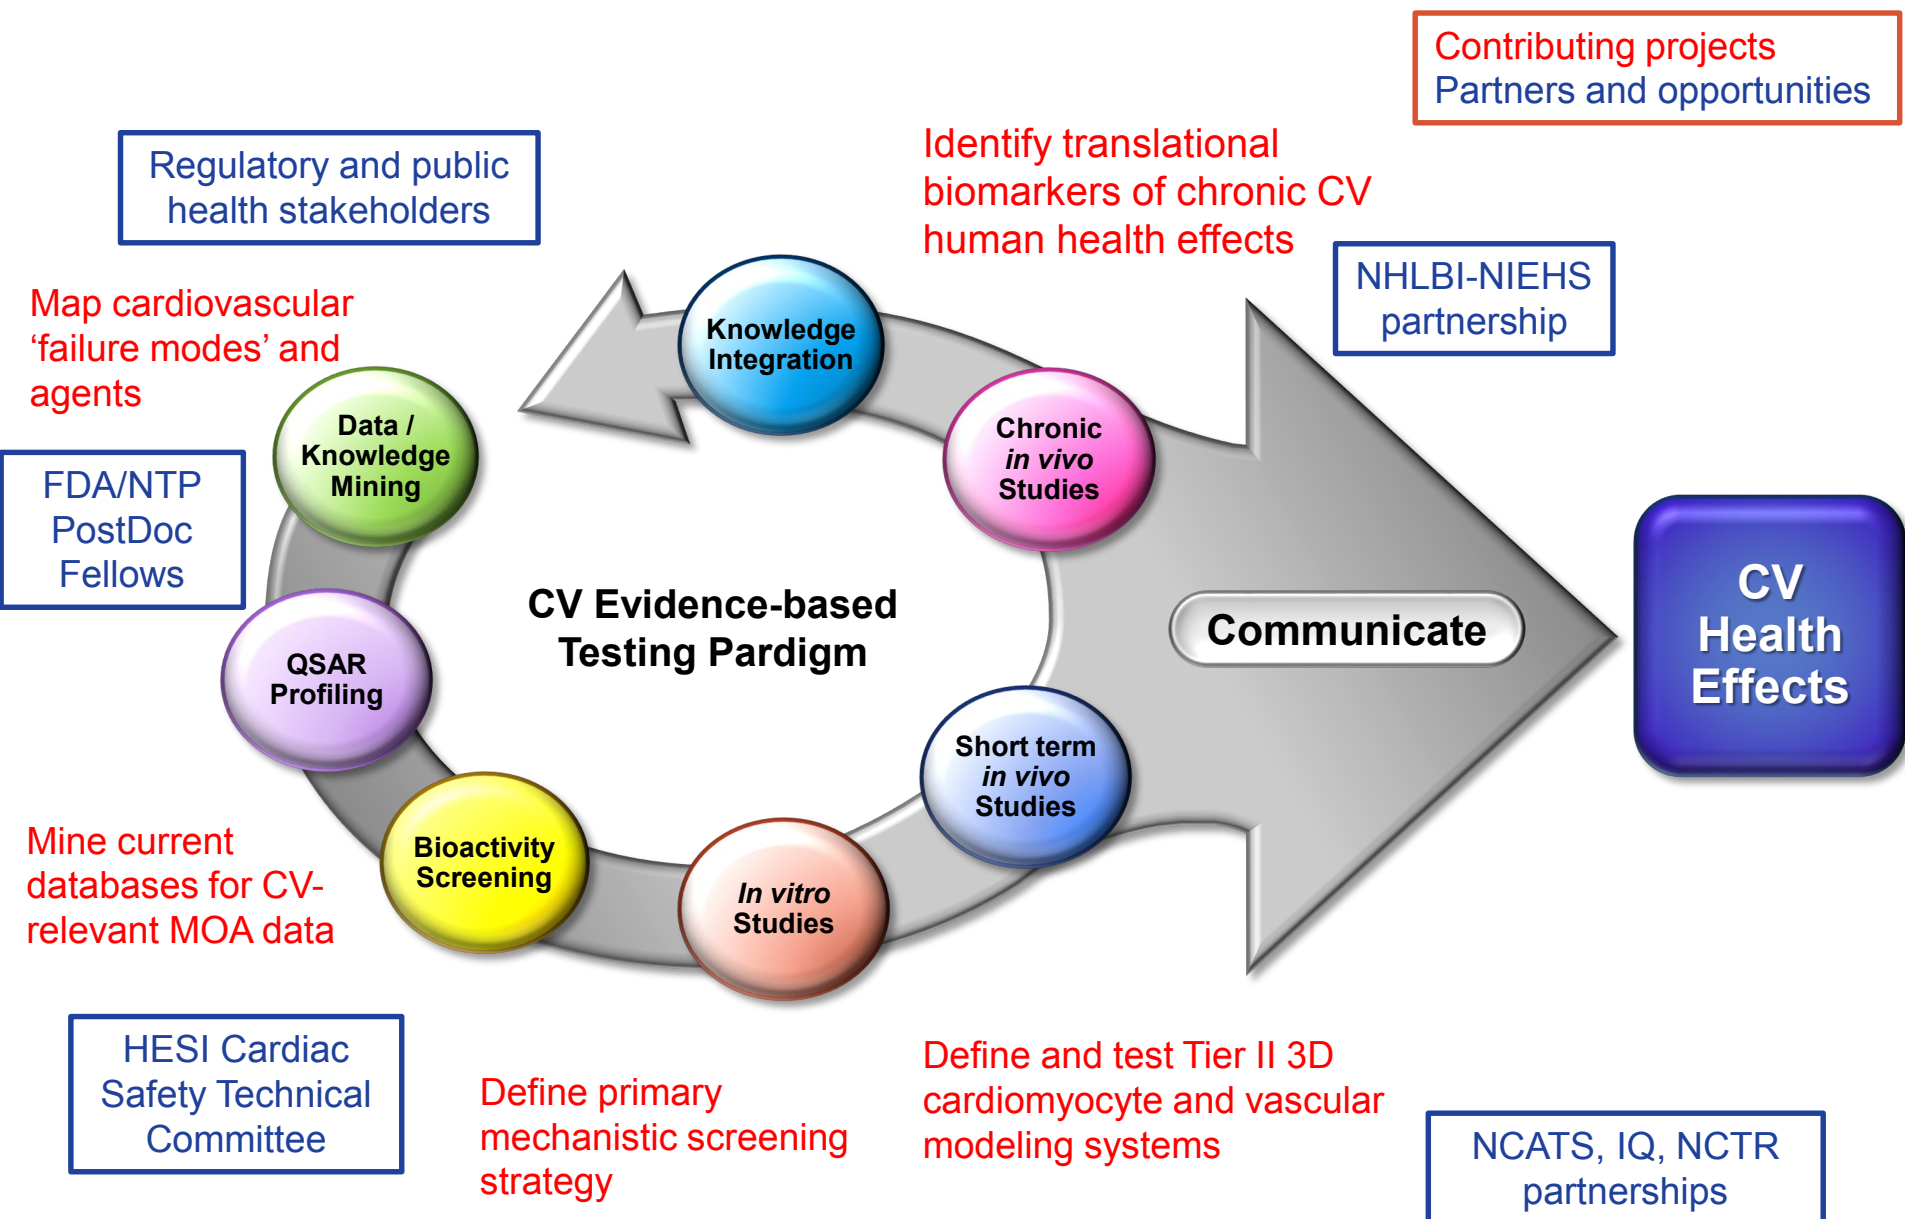 Contributing projects
Partners and opportunities
Regulatory and public
health stakeholders
Identify translational
biomarkers of chronic CV
human health effects
NHLBI-NIEHS
partnership
Map cardiovascular
‘failure modes’ and
agents
Knowledge
Integration
Data /
Knowledge
Mining
Chronic
in vivo
Studies
FDA/NTP
PostDoc
Fellows
CV Evidence-based
Testing Pardigm
Communicate
CV
Health
Effects
QSAR
Profiling
Short term
in vivo
Studies
Mine current
databases for CV-
relevant MOA data
Bioactivity
Screening
In vitro
Studies
HESI Cardiac
Safety Technical
Committee
Define primary
mechanistic screening
strategy
Define and test Tier II 3D
cardiomyocyte and vascular
modeling systems
NCATS, IQ, NCTR
partnerships